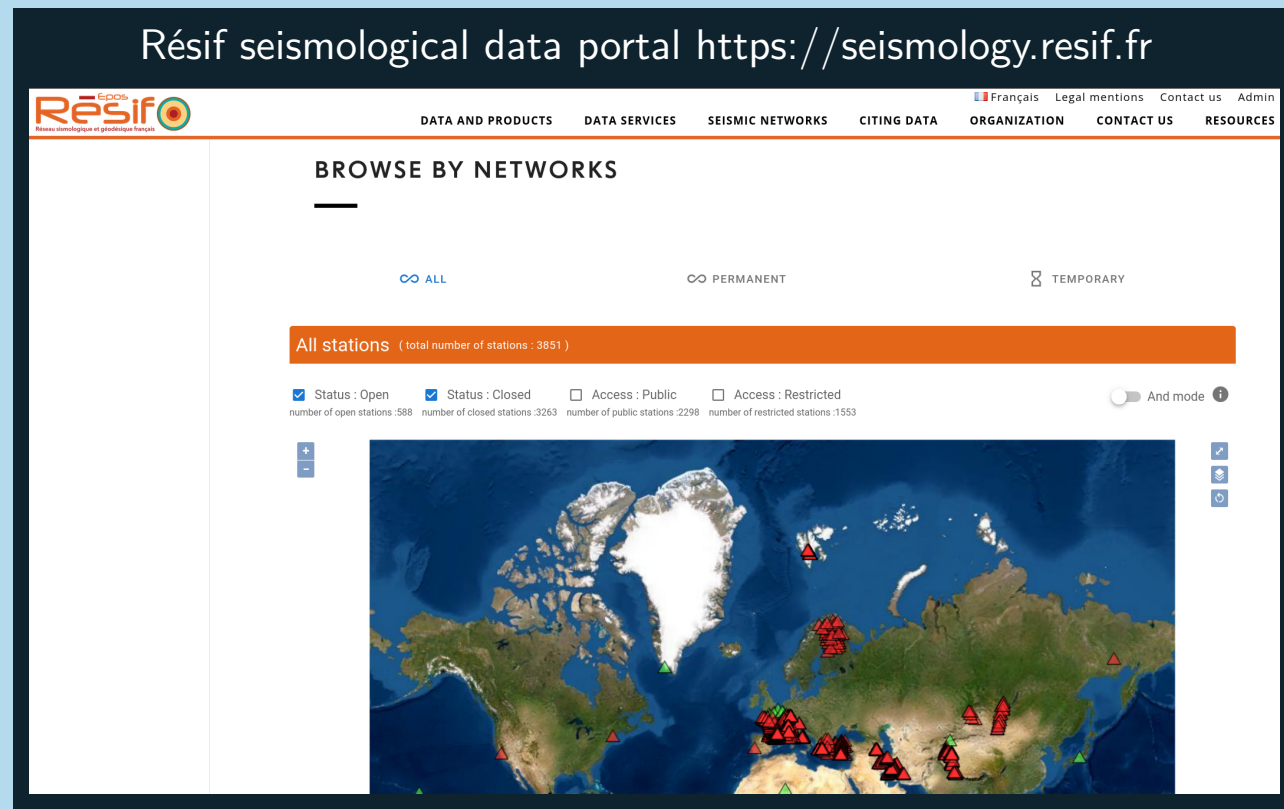 Résif seismological data portal https://seismology.resif.fr
Epos
Résif
Réseau sismologique et géodésique français
Français Legal mentions Contact us Admin
DATA AND PRODUCTS DATA SERVICES SEISMIC NETWORKS CITING DATA ORGANIZATION CONTACT US RESOURCES
BROWSE BY NETWORKS
ALL PERMANENT TEMPORARY
All stations ( total number of stations : 3851 )
Status : Open Status : Closed Access : Public Access : Restricted And mode i
number of open stations :588 number of closed stations :3263 number of public stations :2298 number of restricted stations :1553
+
-